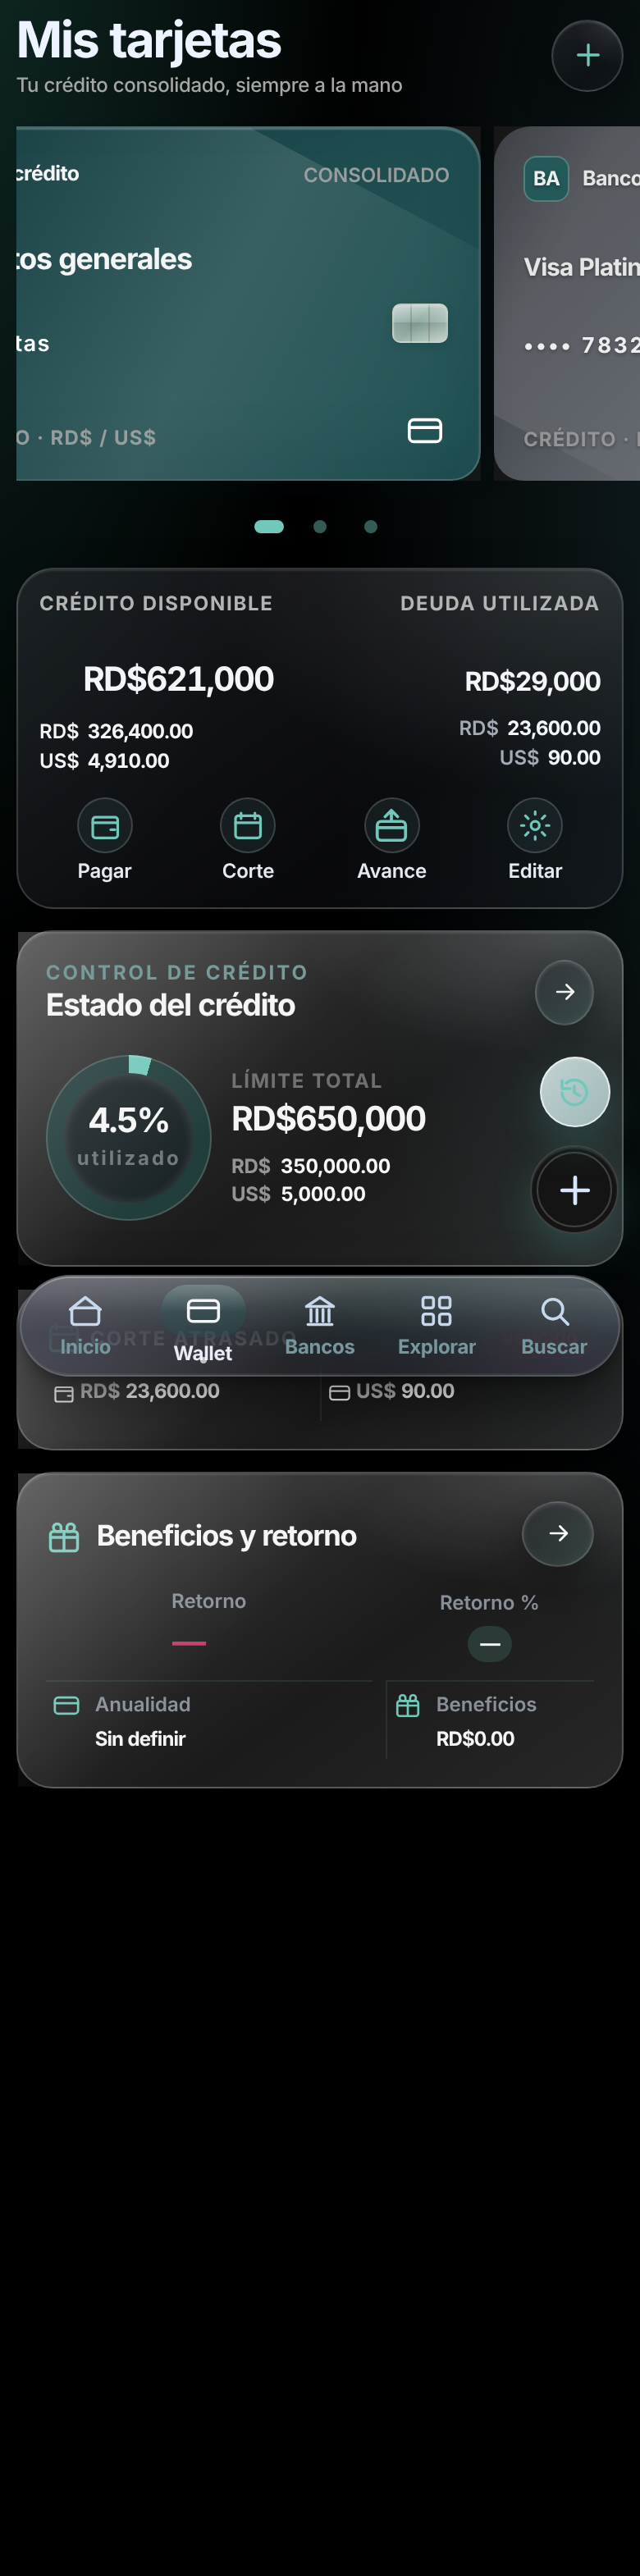 Mis tarjetas
Tu crédito consolidado, siempre a la mano
crédito
CONSOLIDADO
tos generales
tas
O · RD$ / US$
BA Banco
Visa Platin
•••• 7832
CRÉDITO ·
CRÉDITO DISPONIBLE
DEUDA UTILIZADA
RD$621,000
RD$29,000
RD$ 326,400.00
RD$ 23,600.00
US$ 4,910.00
US$ 90.00
Pagar
Corte
Avance
Editar
CONTROL DE CRÉDITO
Estado del crédito
4.5%
utilizado
LÍMITE TOTAL
RD$650,000
RD$ 350,000.00
US$ 5,000.00
CORTE ATRASADO
Inicio
Wallet
Bancos
Explorar
Buscar
RD$ 23,600.00
US$ 90.00
Beneficios y retorno
Retorno
Retorno %
—
—
Anualidad
Beneficios
Sin definir
RD$0.00